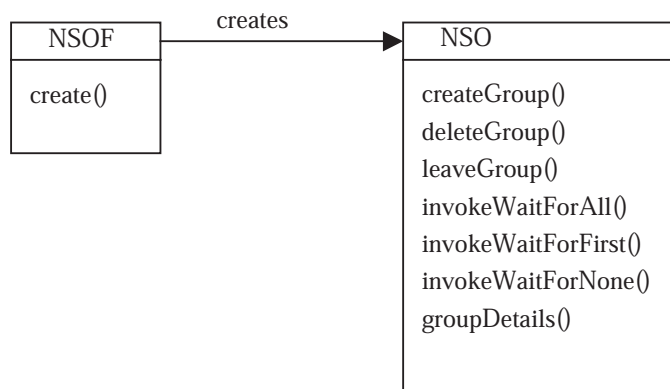 NSOF
creates
NSO
create()
createGroup()
deleteGroup()
leaveGroup()
invokeWaitForAll()
invokeWaitForFirst()
invokeWaitForNone()
groupDetails()